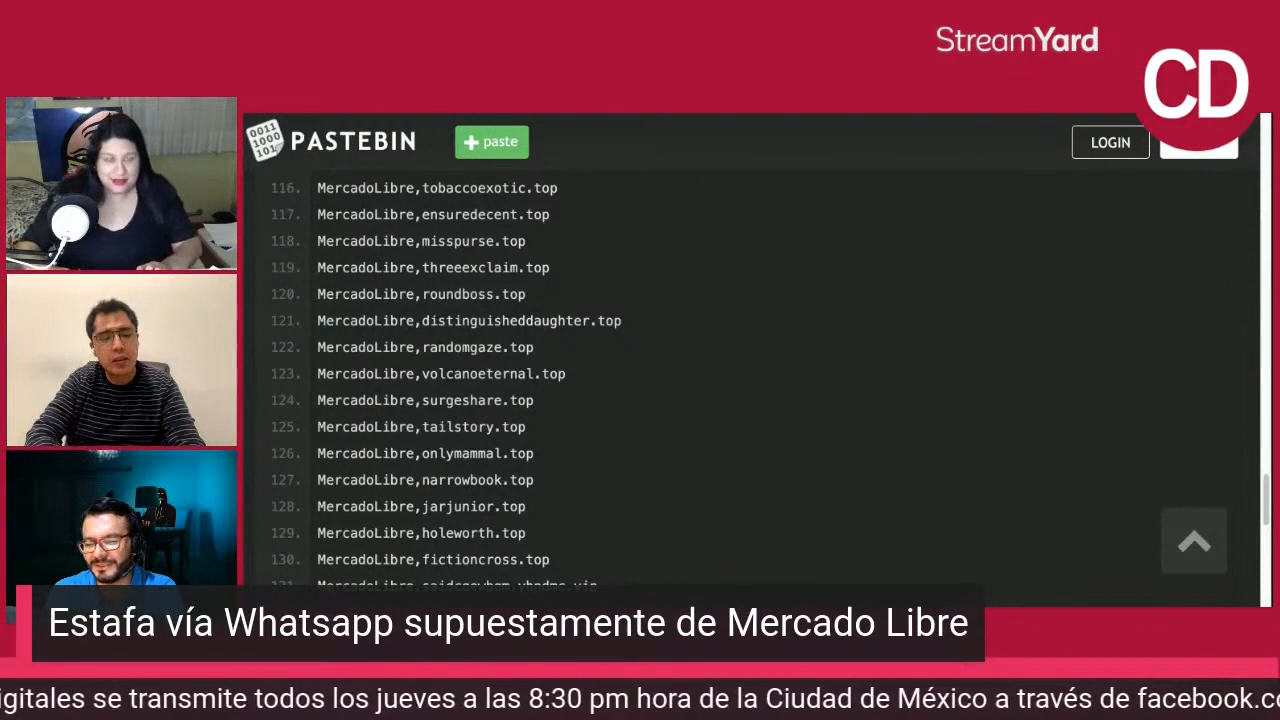 StreamYard
CD
0011
1000
101
PASTEBIN
+ paste
LOGIN
116. MercadoLibre,tobaccoexotic.top
117. MercadoLibre,ensuredecent.top
118. MercadoLibre,misspurse.top
119. MercadoLibre,threeexclaim.top
120. MercadoLibre,roundboss.top
121. MercadoLibre,distinguisheddaughter.top
122. MercadoLibre,randomgaze.top
123. MercadoLibre,volcanoeternal.top
124. MercadoLibre,surgeshare.top
125. MercadoLibre,tailstory.top
126. MercadoLibre,onlymammal.top
127. MercadoLibre,narrowbook.top
128. MercadoLibre,jarjunior.top
129. MercadoLibre,holeworth.top
130. MercadoLibre,fictioncross.top
Estafa vía Whatsapp supuestamente de Mercado Libre
igitales se transmite todos los jueves a las 8:30 pm hora de la Ciudad de México a través de facebook.c